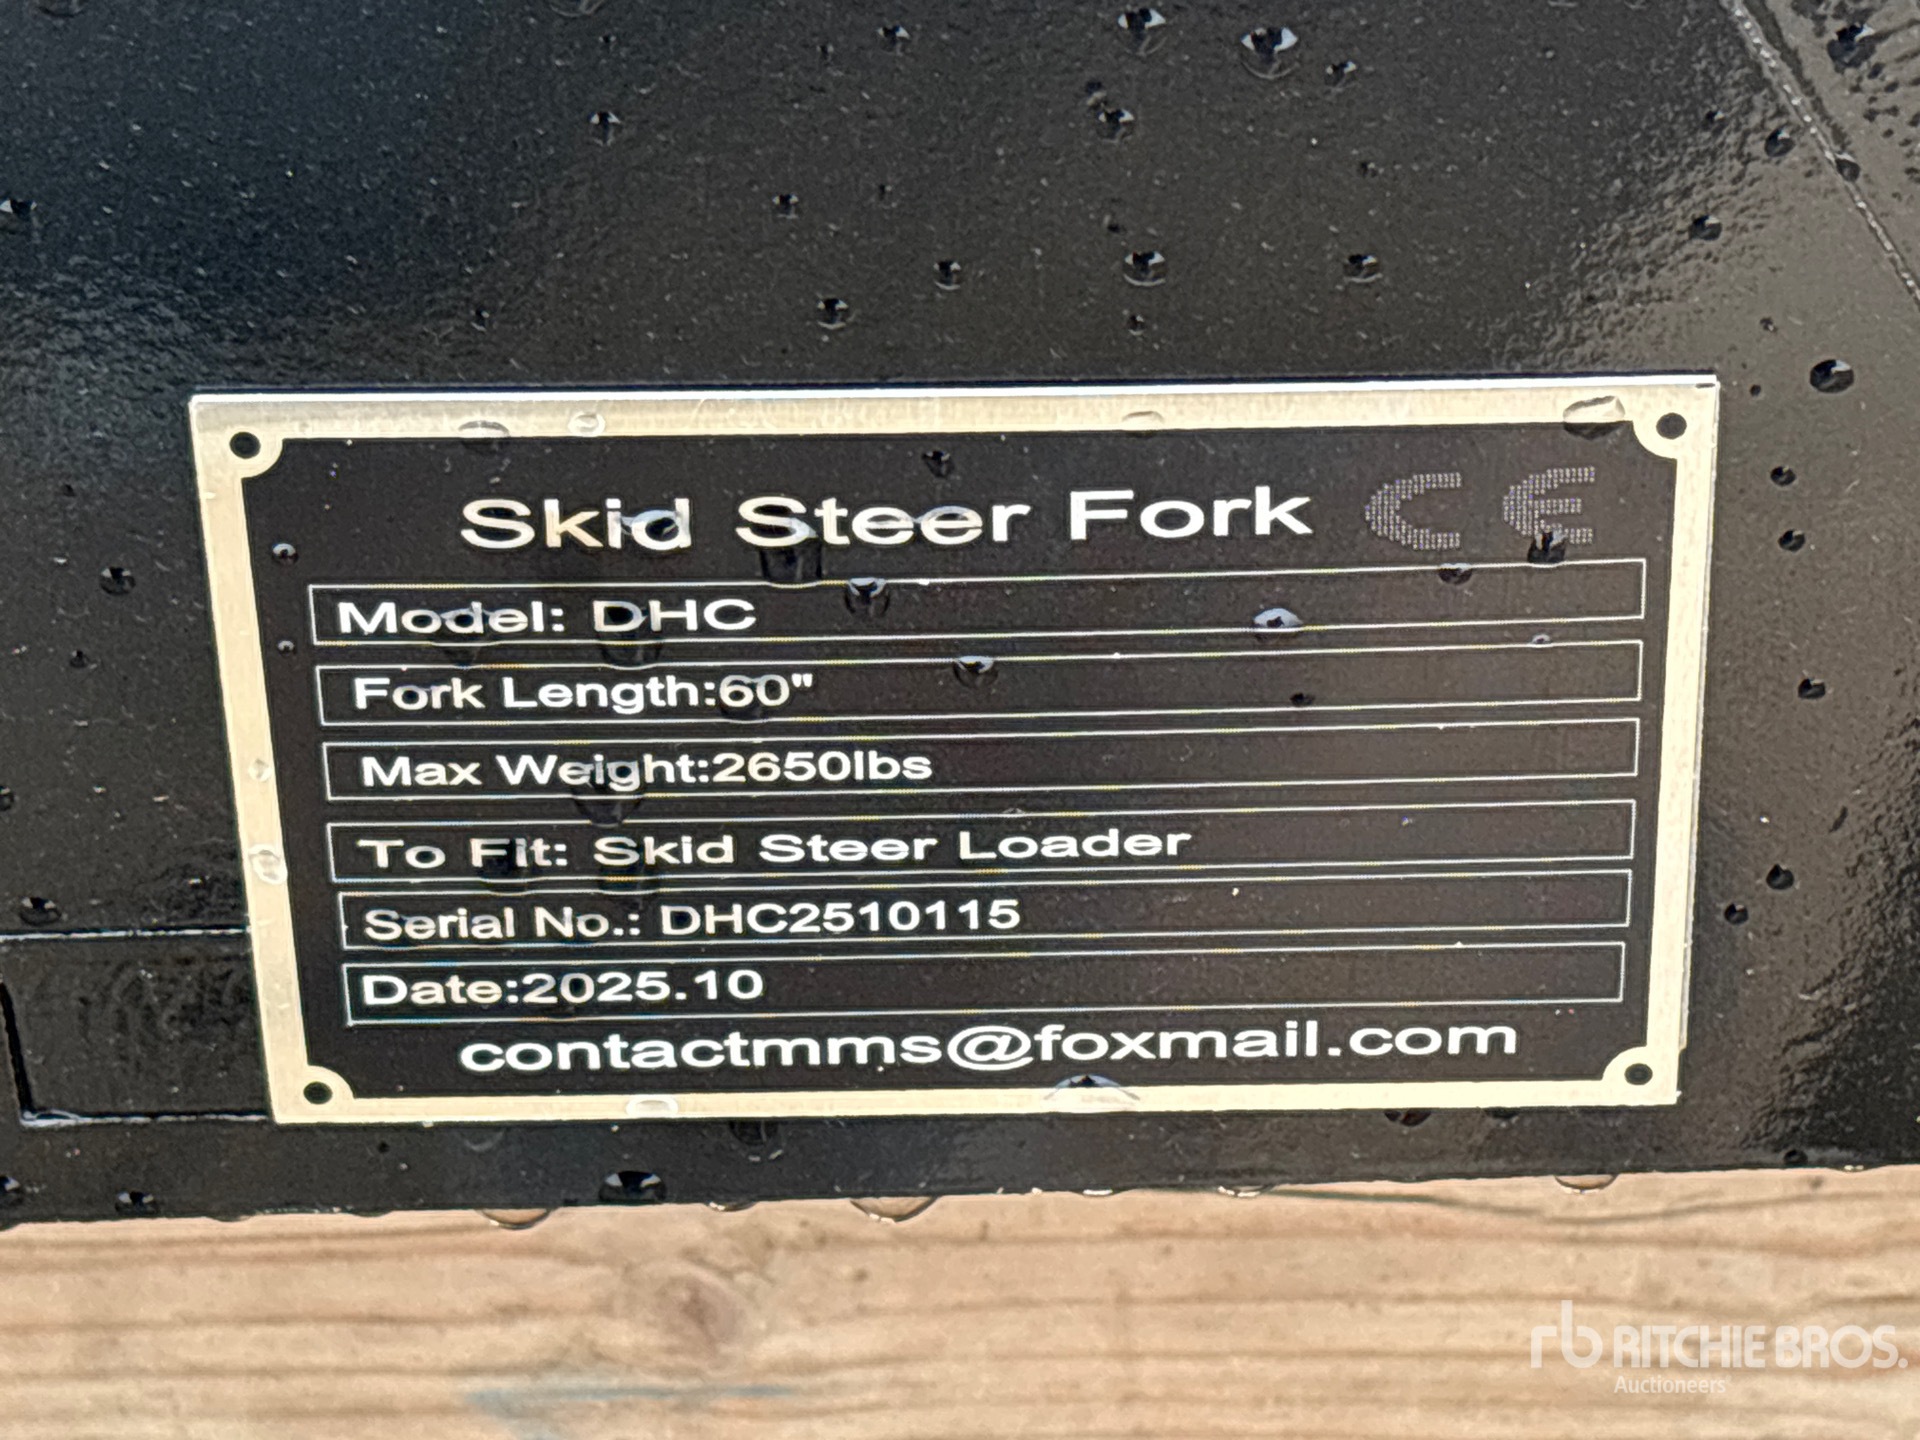 Skid Steer Fork CE
Model: DHC
Fork Length:60"
Max Weight:2650lbs
To Fit: Skid Steer Loader
Serial No.: DHC2510115
Date:2025.10
contactmms@foxmail.com
rb RITCHIE BROS.
Auctioneers